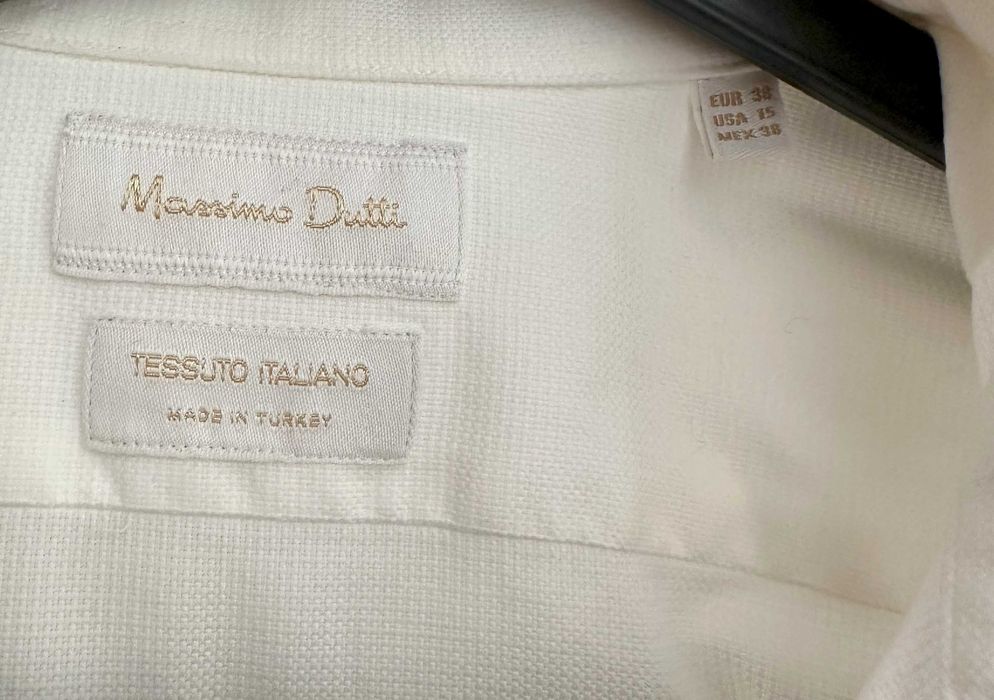 Massimo Dutti
TESSUTO ITALIANO
MADE IN TURKEY
EUR 38
USA 15
MEX 38